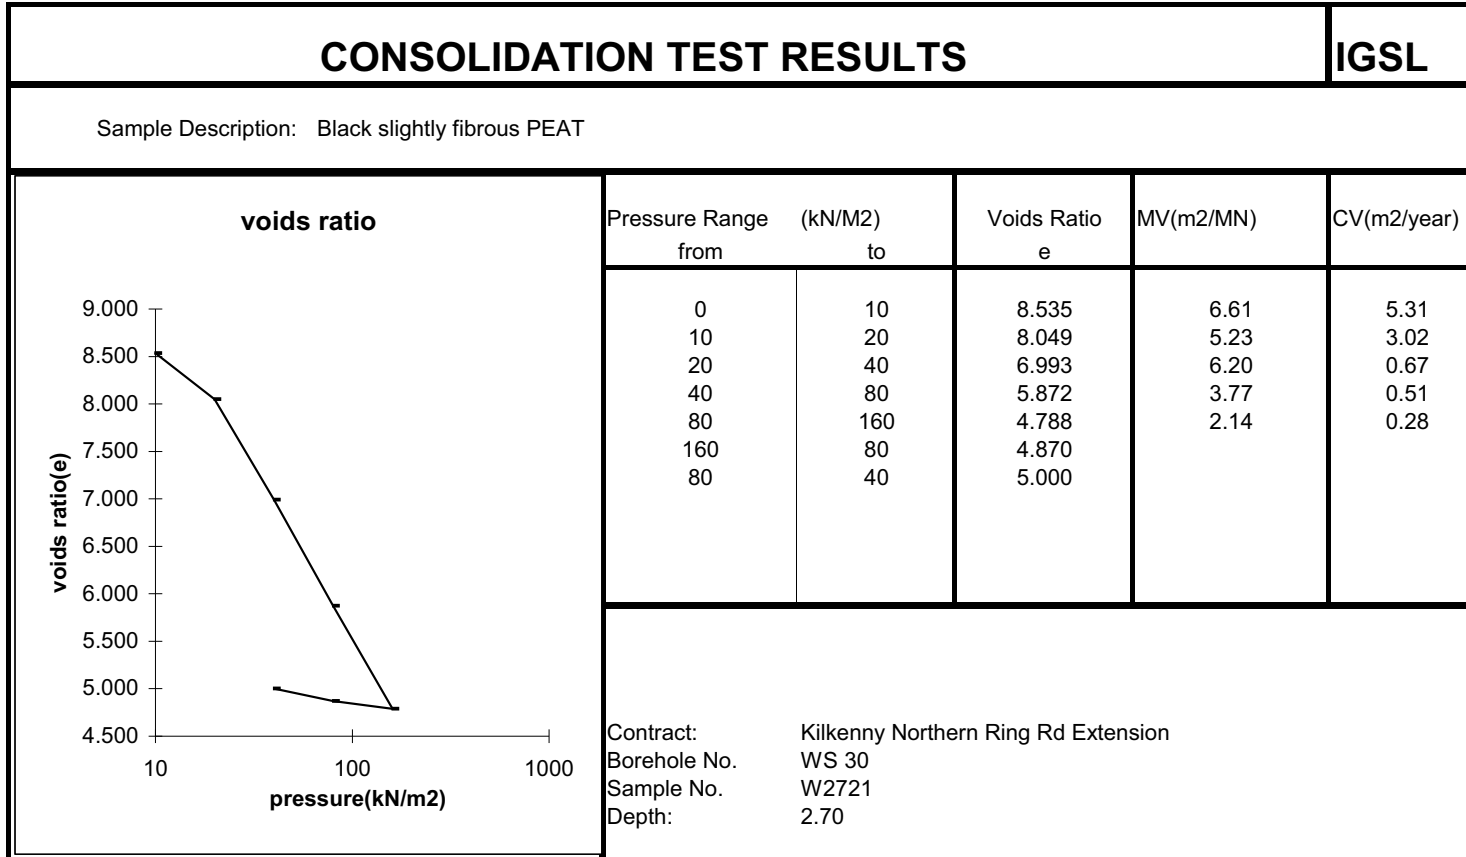 CONSOLIDATION TEST RESULTS IGSL
Sample Description: Black slightly fibrous PEAT
voids ratio
9.000
8.500
8.000
7.500
7.000
6.500
6.000
5.500
5.000
4.500
voids ratio(e)
10 100 1000
pressure(kN/m2)
Pressure Range (kN/M2) Voids Ratio MV(m2/MN) CV(m2/year)
from to e
0 10 8.535 6.61 5.31
10 20 8.049 5.23 3.02
20 40 6.993 6.20 0.67
40 80 5.872 3.77 0.51
80 160 4.788 2.14 0.28
160 80 4.870
80 40 5.000
Contract: Kilkenny Northern Ring Rd Extension
Borehole No. WS 30
Sample No. W2721
Depth: 2.70